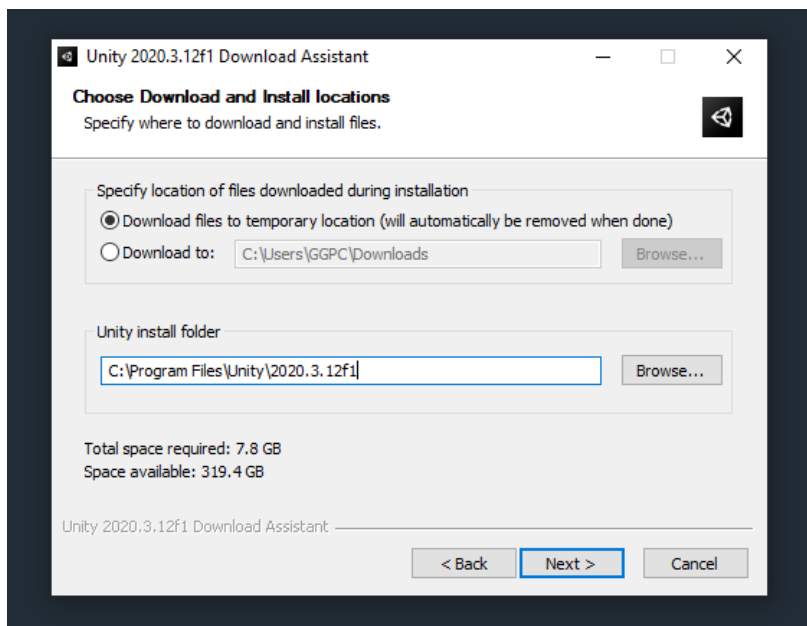 Unity 2020.3.12f1 Download Assistant
Choose Download and Install locations
Specify where to download and install files.
Specify location of files downloaded during installation
Download files to temporary location (will automatically be removed when done)
Download to: C:\Users\GGPC\Downloads Browse...
Unity install folder
C:\Program Files\Unity\2020.3.12f1 Browse...
Total space required: 7.8 GB
Space available: 319.4 GB
Unity 2020.3.12f1 Download Assistant
< Back Next > Cancel